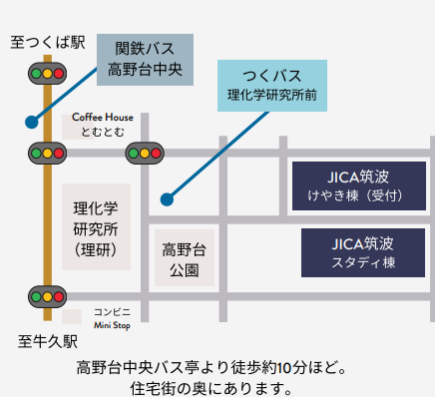 至つくば駅
関鉄バス
高野台中央
つくバス
理化学研究所前
Coffee House
とむとむ
JICA筑波
けやき棟（受付）
理化学
研究所
（理研）
高野台
公園
JICA筑波
スタディ棟
コンビニ
Mini Stop
至牛久駅
高野台中央バス亭より徒歩約10分ほど。
住宅街の奥にあります。